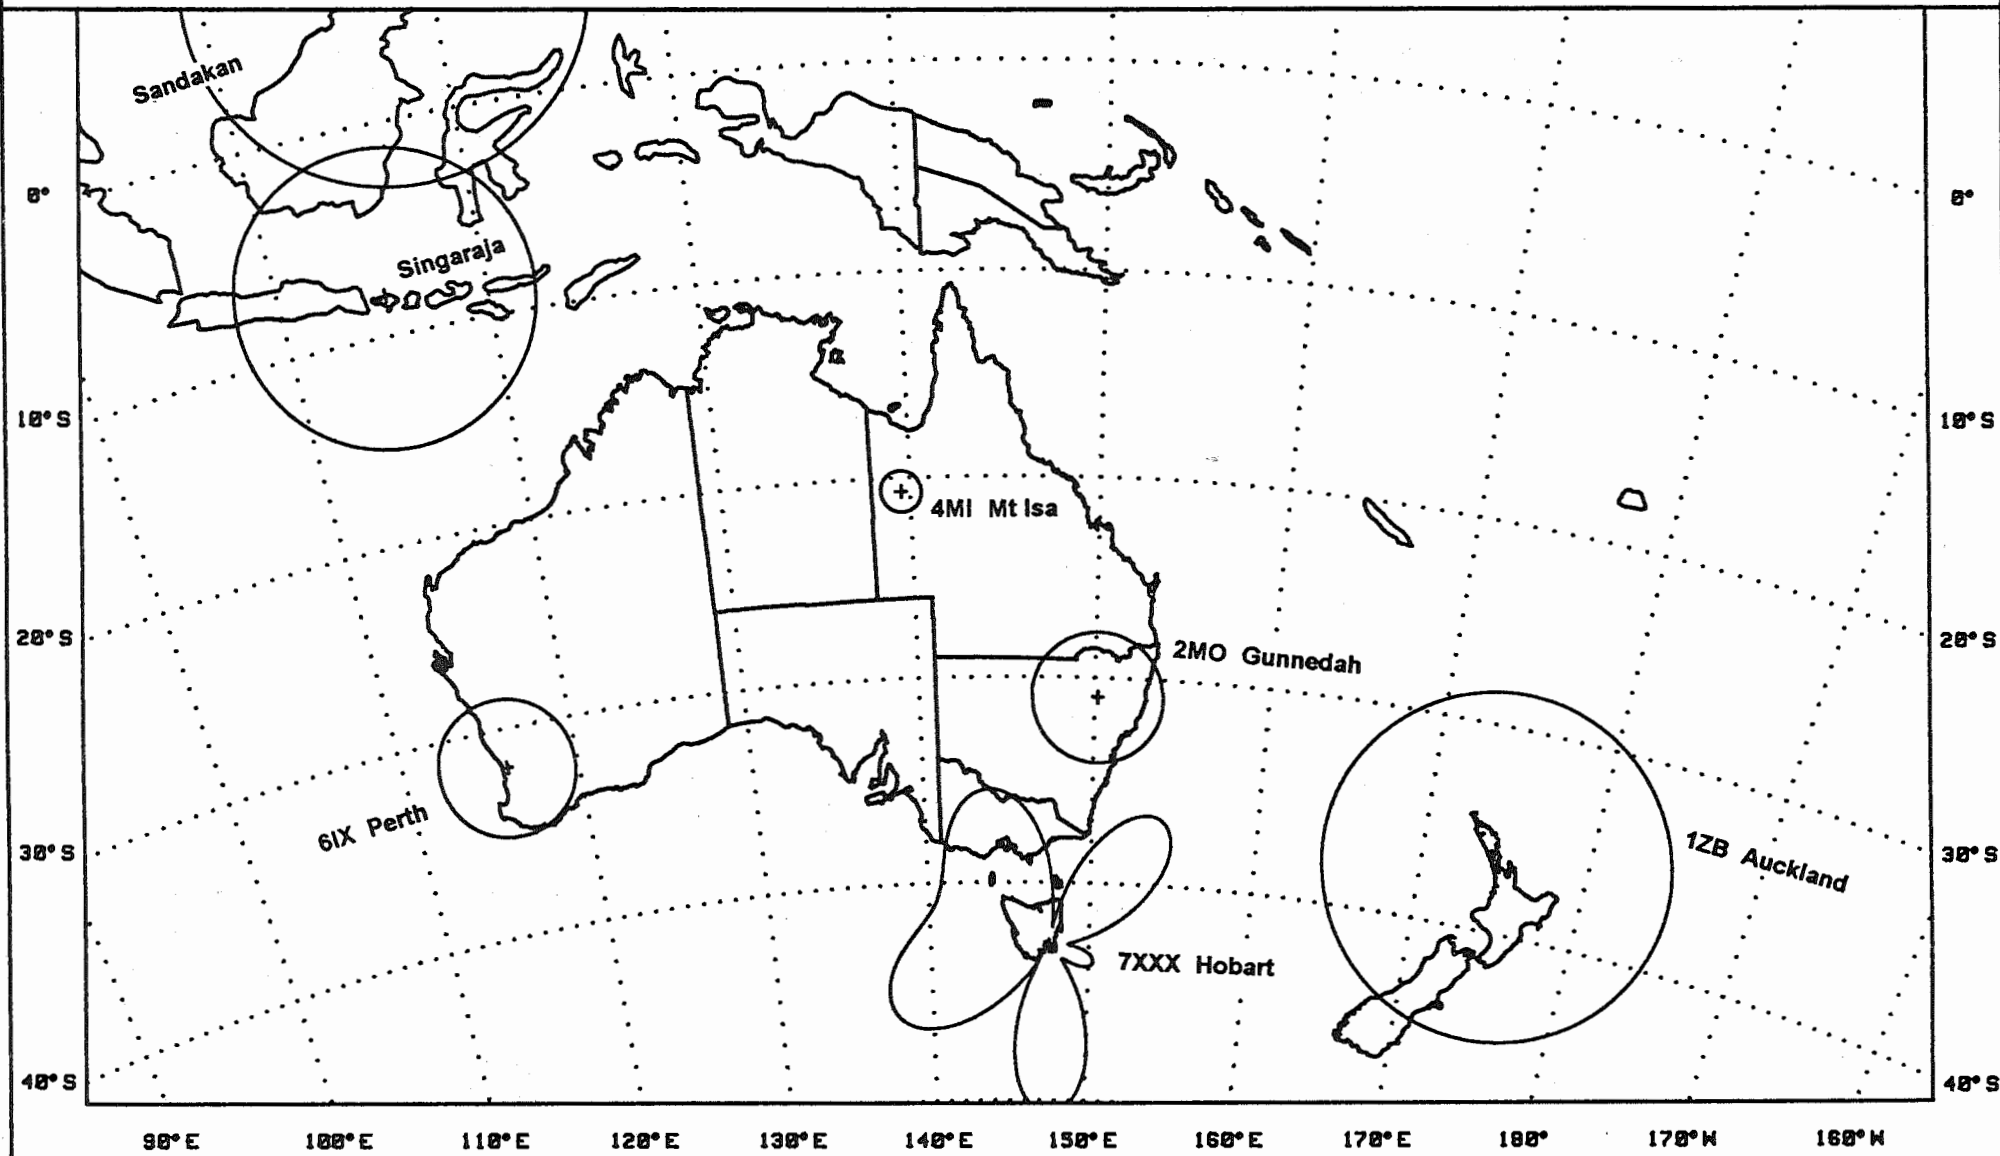 Sandakan
0°
0°
Singaraja
10°S
10°S
4MI Mt Isa
20°S
20°S
2MO Gunnedah
6IX Perth
30°S
1ZB Auckland
30°S
7XXX Hobart
40°S
40°S
90°E 100°E 110°E 120°E 130°E 140°E 150°E 160°E 170°E 180° 170°W 160°W